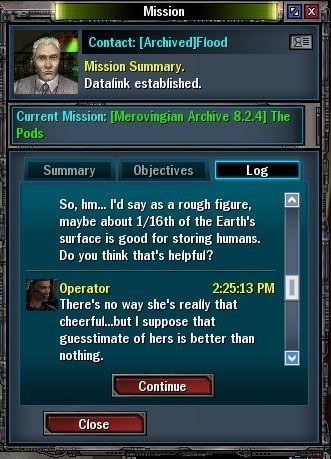 Mission
Contact: [Archived]Flood
Mission Summary.
Datalink established.
Current Mission: [Merovingian Archive 8.2.4] The
Pods
Summary
Objectives
Log
So, hm... I'd say as a rough figure,
maybe about 1/16th of the Earth's
surface is good for storing humans.
Do you think that's helpful?
Operator 2:25:13 PM
There's no way she's really that
cheerful...but I suppose that
guesstimate of hers is better than
nothing.
Continue
Close